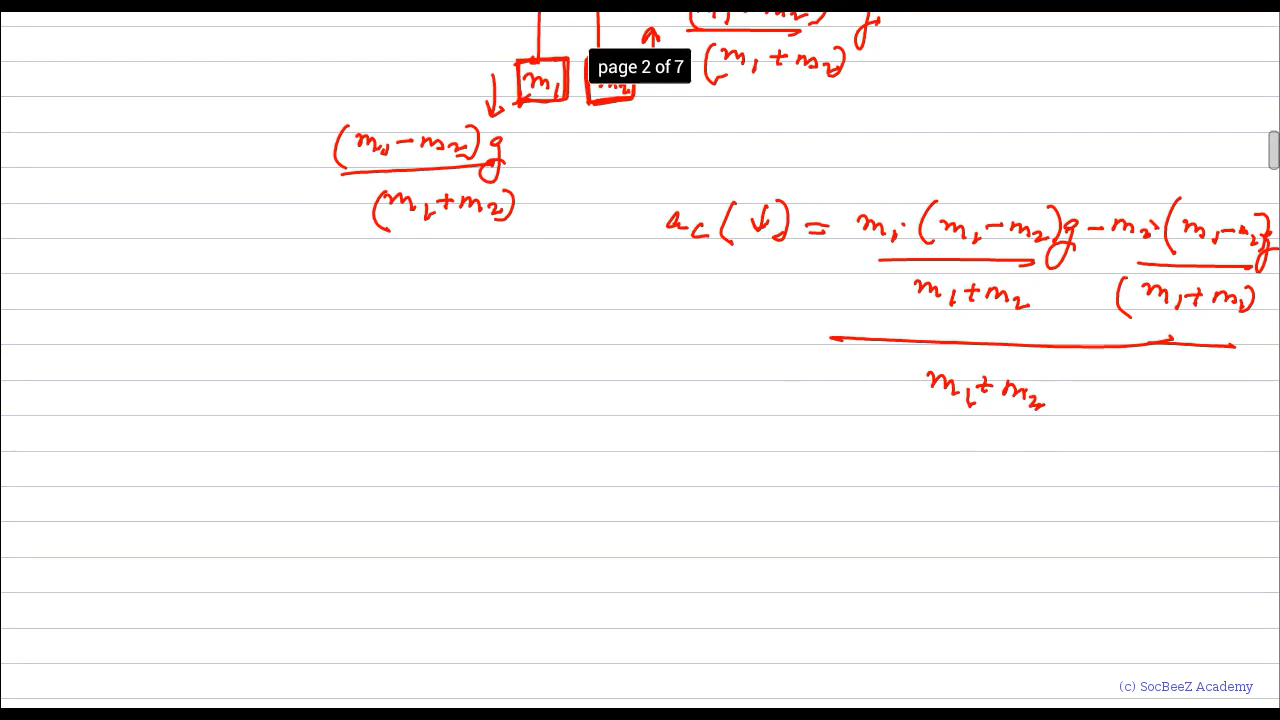 (m₁ + m₂)
page 2 of 7
m₁
(m₁ − m₂) g
(m₁ + m₂)
a_c (↓) = m₁ · (m₁ − m₂) g − m₂ · (m₁ − m₂) g
m₁ + m₂ (m₁ + m₂)
m₁ + m₂
(c) SocBeeZ Academy